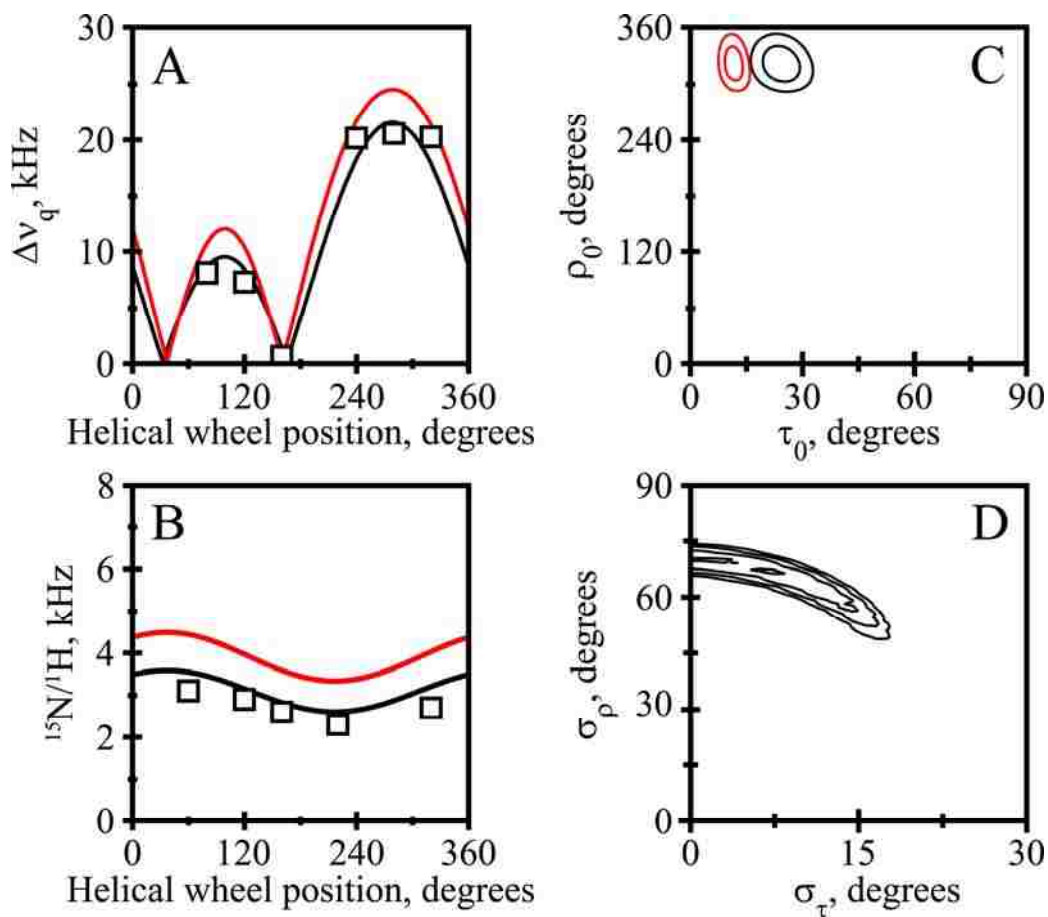 A
30
20
10
0
Δν_q, kHz
0 120 240 360
Helical wheel position, degrees
C
360
240
120
0
ρ₀, degrees
0 30 60 90
τ₀, degrees
B
8
6
4
2
0
¹⁵N/¹H, kHz
0 120 240 360
Helical wheel position, degrees
D
90
60
30
0
σ_ρ, degrees
0 15 30
σ_τ, degrees